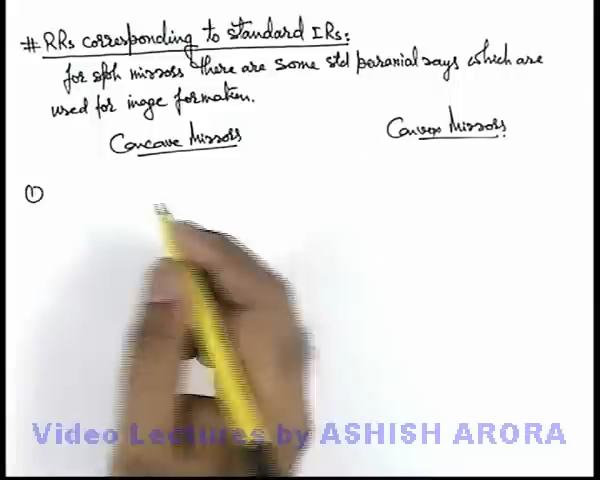 # RRs corresponding to standard IRs:
for sph mirrors there are some std paraxial rays which are
used for image formation.
Concave Mirrors
Convex Mirrors
①
Video Lectures by ASHISH ARORA